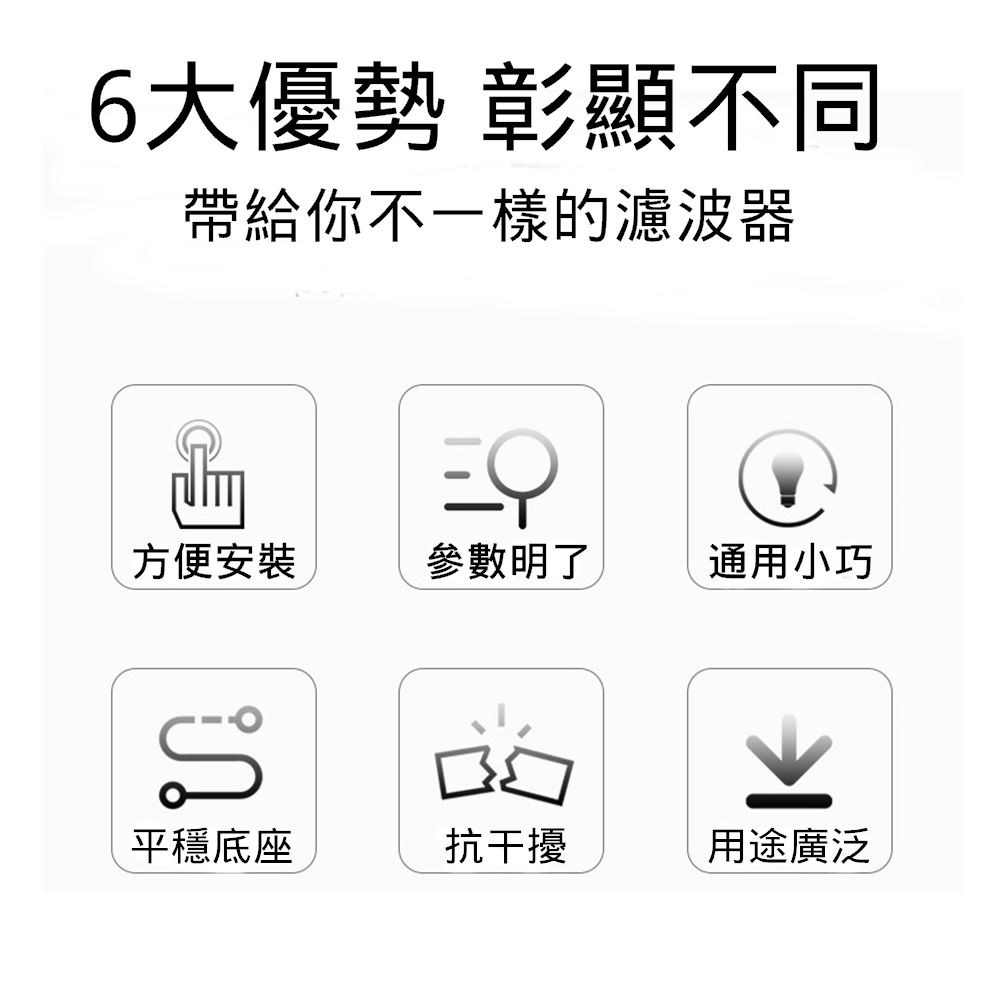 6大優勢 彰顯不同
帶給你不一樣的濾波器
方便安裝
參數明了
通用小巧
平穩底座
抗干擾
用途廣泛